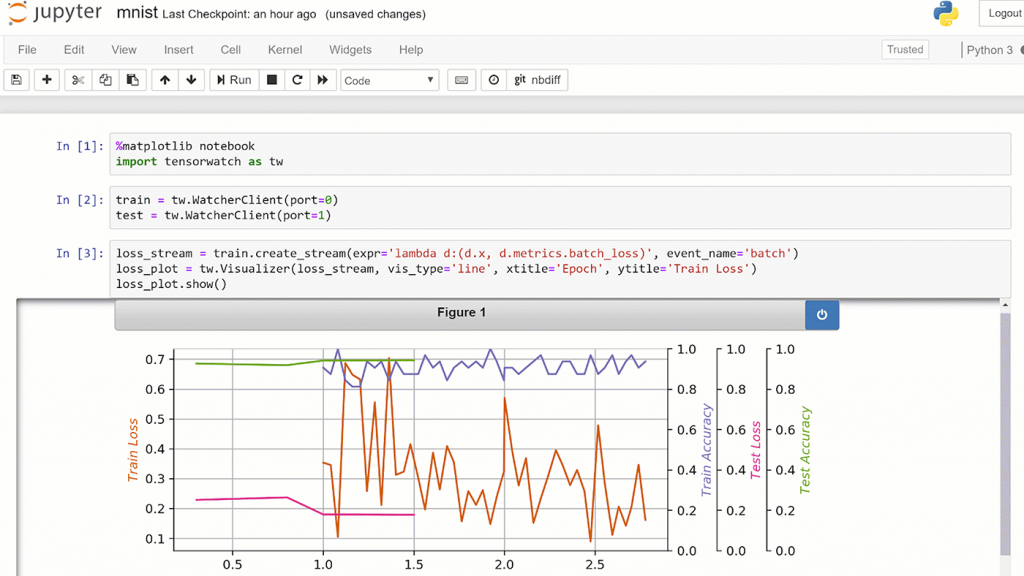 jupyter mnist Last Checkpoint: an hour ago (unsaved changes) Logout
File Edit View Insert Cell Kernel Widgets Help Trusted Python 3
Run Code git nbdiff
In [1]: %matplotlib notebook
import tensorwatch as tw
In [2]: train = tw.WatcherClient(port=0)
test = tw.WatcherClient(port=1)
In [3]: loss_stream = train.create_stream(expr='lambda d:(d.x, d.metrics.batch_loss)', event_name='batch')
loss_plot = tw.Visualizer(loss_stream, vis_type='line', xtitle='Epoch', ytitle='Train Loss')
loss_plot.show()
Figure 1
Train Loss
0.7
0.6
0.5
0.4
0.3
0.2
0.1
0.5 1.0 1.5 2.0 2.5
1.0
0.8
0.6
0.4
0.2
0.0
Train Accuracy
1.0
0.8
0.6
0.4
0.2
0.0
Test Loss
1.0
0.8
0.6
0.4
0.2
0.0
Test Accuracy